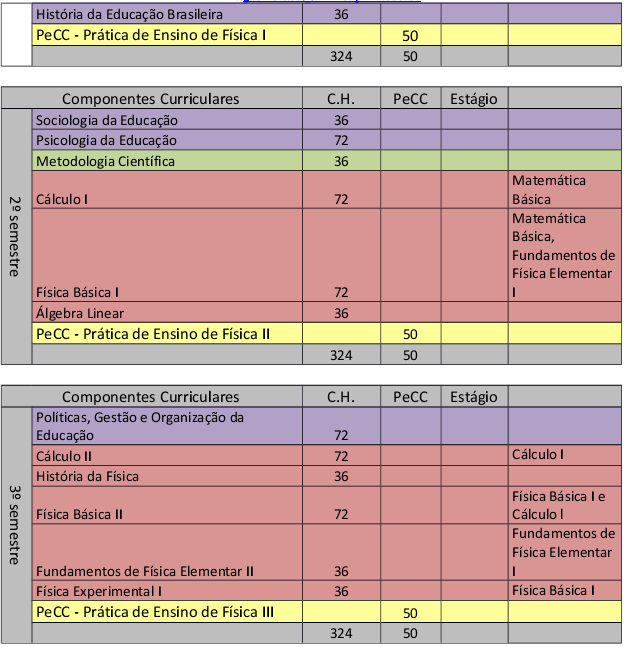 História da Educação Brasileira 36
PeCC - Prática de Ensino de Física I 50
324 50
Componentes Curriculares C.H. PeCC Estágio
2º semestre
Sociologia da Educação 36
Psicologia da Educação 72
Metodologia Científica 36
Matemática
Cálculo I 72 Básica
Matemática
Básica,
Fundamentos de
Física Elementar
Física Básica I 72 I
Álgebra Linear 36
PeCC - Prática de Ensino de Física II 50
324 50
Componentes Curriculares C.H. PeCC Estágio
3º semestre
Políticas, Gestão e Organização da
Educação 72
Cálculo II 72 Cálculo I
História da Física 36
Física Básica I e
Física Básica II 72 Cálculo l
Fundamentos de
Física Elementar
Fundamentos de Física Elementar II 36 I
Física Experimental I 36 Física Básica I
PeCC - Prática de Ensino de Física III 50
324 50